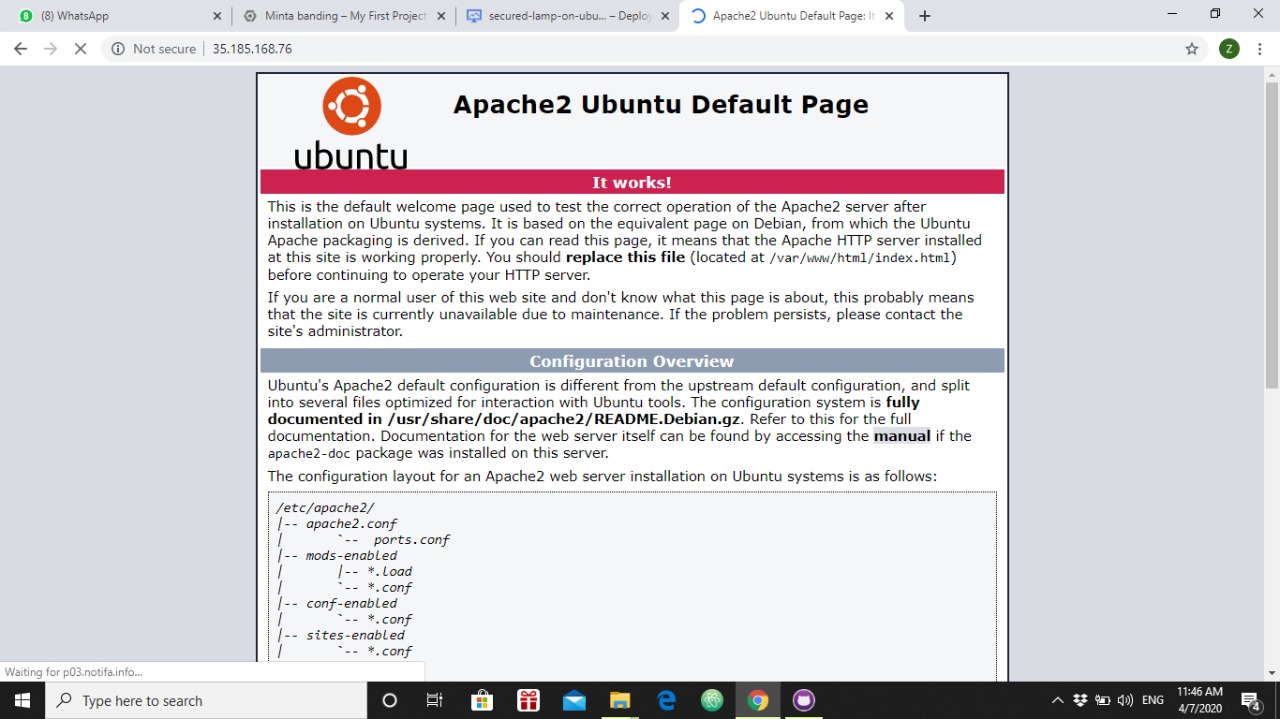 (8) WhatsApp
Minta banding – My First Project
secured-lamp-on-ubu... – Deploy
Apache2 Ubuntu Default Page: It
Not secure
35.185.168.76
Z
ubuntu
Apache2 Ubuntu Default Page
It works!
This is the default welcome page used to test the correct operation of the Apache2 server after
installation on Ubuntu systems. It is based on the equivalent page on Debian, from which the Ubuntu
Apache packaging is derived. If you can read this page, it means that the Apache HTTP server installed
at this site is working properly. You should replace this file (located at /var/www/html/index.html)
before continuing to operate your HTTP server.
If you are a normal user of this web site and don't know what this page is about, this probably means
that the site is currently unavailable due to maintenance. If the problem persists, please contact the
site's administrator.
Configuration Overview
Ubuntu's Apache2 default configuration is different from the upstream default configuration, and split
into several files optimized for interaction with Ubuntu tools. The configuration system is fully
documented in /usr/share/doc/apache2/README.Debian.gz. Refer to this for the full
documentation. Documentation for the web server itself can be found by accessing the manual if the
apache2-doc package was installed on this server.
The configuration layout for an Apache2 web server installation on Ubuntu systems is as follows:
/etc/apache2/
|-- apache2.conf
|       `--  ports.conf
|-- mods-enabled
|       |-- *.load
|       `-- *.conf
|-- conf-enabled
|       `-- *.conf
|-- sites-enabled
|       `-- *.conf
Waiting for p03.notifa.info...
Type here to search
ENG
11:46 AM
4/7/2020
4